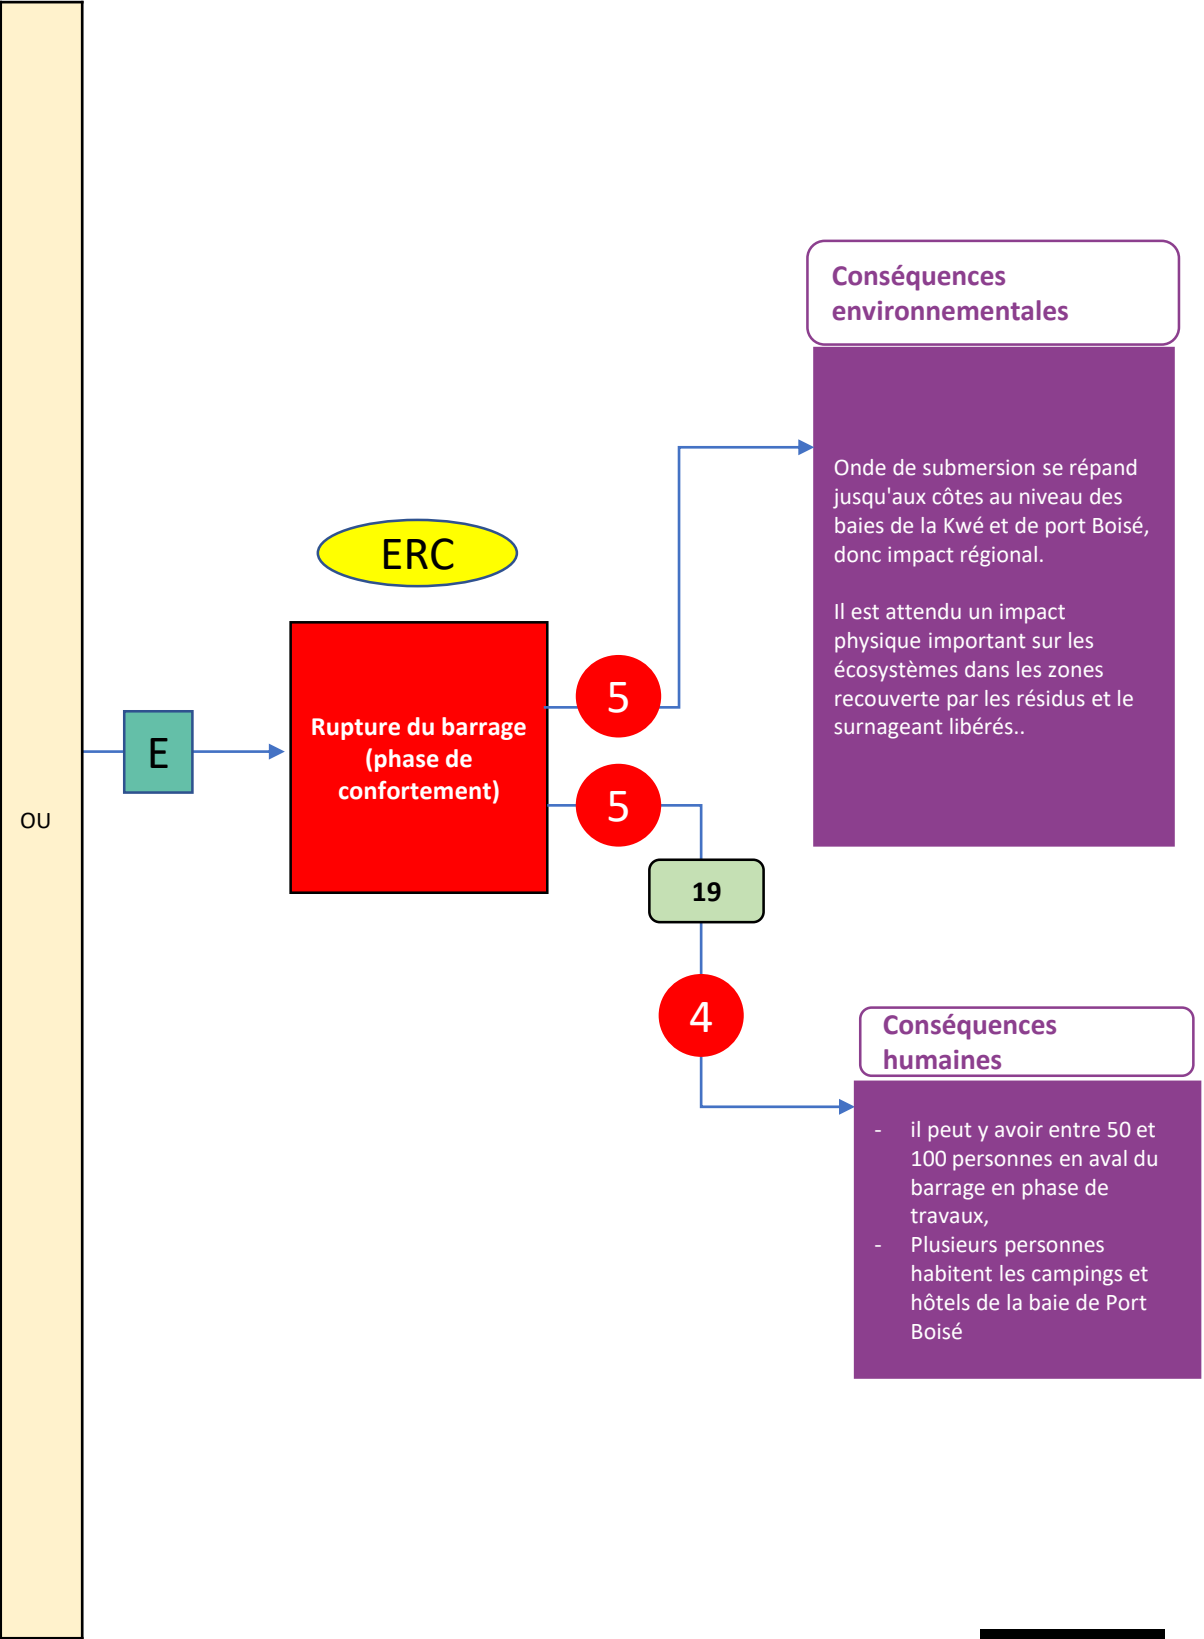 OU
E
ERC
Rupture du barrage
(phase de
confortement)
5
5
19
4
Conséquences
environnementales
Onde de submersion se répand
jusqu'aux côtes au niveau des
baies de la Kwé et de port Boisé,
donc impact régional.
Il est attendu un impact
physique important sur les
écosystèmes dans les zones
recouverte par les résidus et le
surnageant libérés..
Conséquences
humaines
- il peut y avoir entre 50 et
100 personnes en aval du
barrage en phase de
travaux,
- Plusieurs personnes
habitent les campings et
hôtels de la baie de Port
Boisé